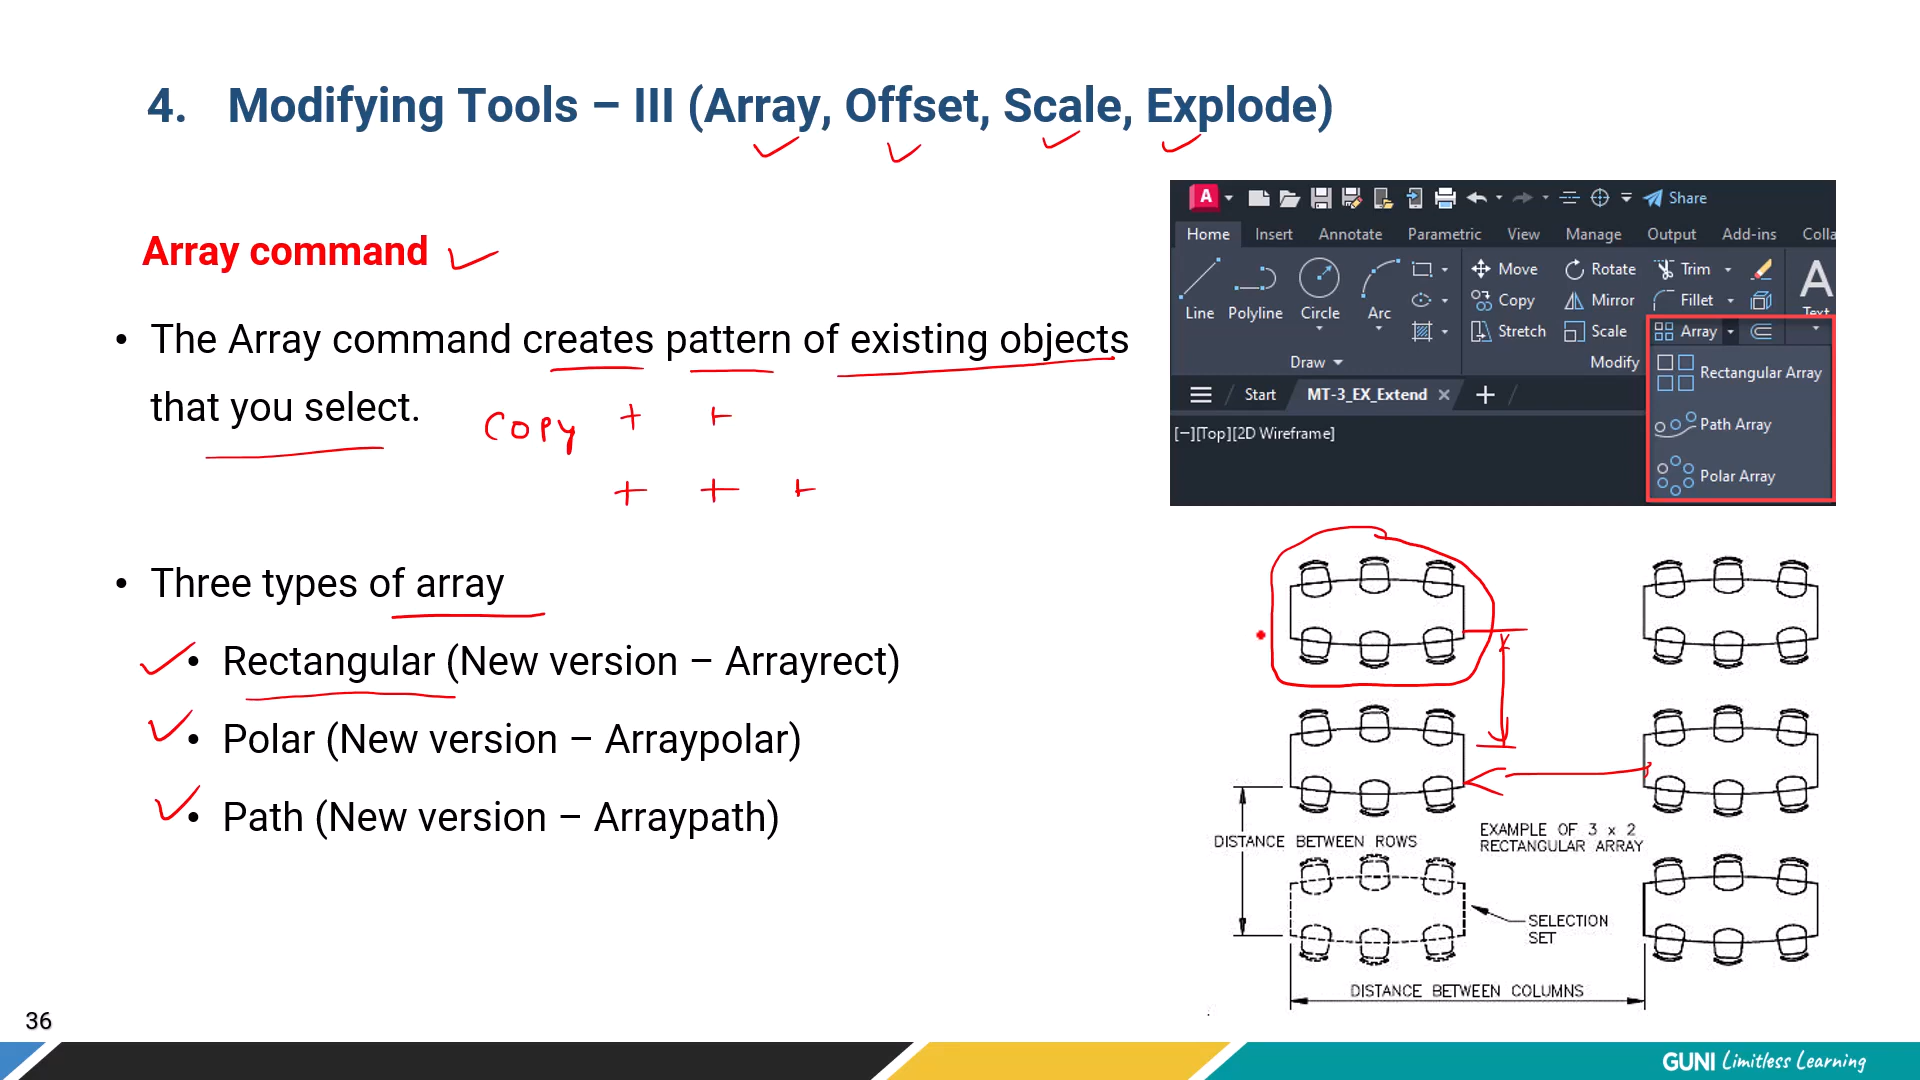 4. Modifying Tools – III (Array, Offset, Scale, Explode)
Array command
• The Array command creates pattern of existing objects
that you select.
Copy
• Three types of array
• Rectangular (New version – Arrayrect)
• Polar (New version – Arraypolar)
• Path (New version – Arraypath)
A Share
Home Insert Annotate Parametric View Manage Output Add-ins Colla
Move Rotate Trim
Copy Mirror Fillet
Line Polyline Circle Arc Text
Stretch Scale Array
Draw Modify
Rectangular Array
Start MT-3_EX_Extend
Path Array
[−][Top][2D Wireframe]
Polar Array
EXAMPLE OF 3 x 2
RECTANGULAR ARRAY
DISTANCE BETWEEN ROWS
SELECTION
SET
DISTANCE BETWEEN COLUMNS
36
GUNI Limitless Learning